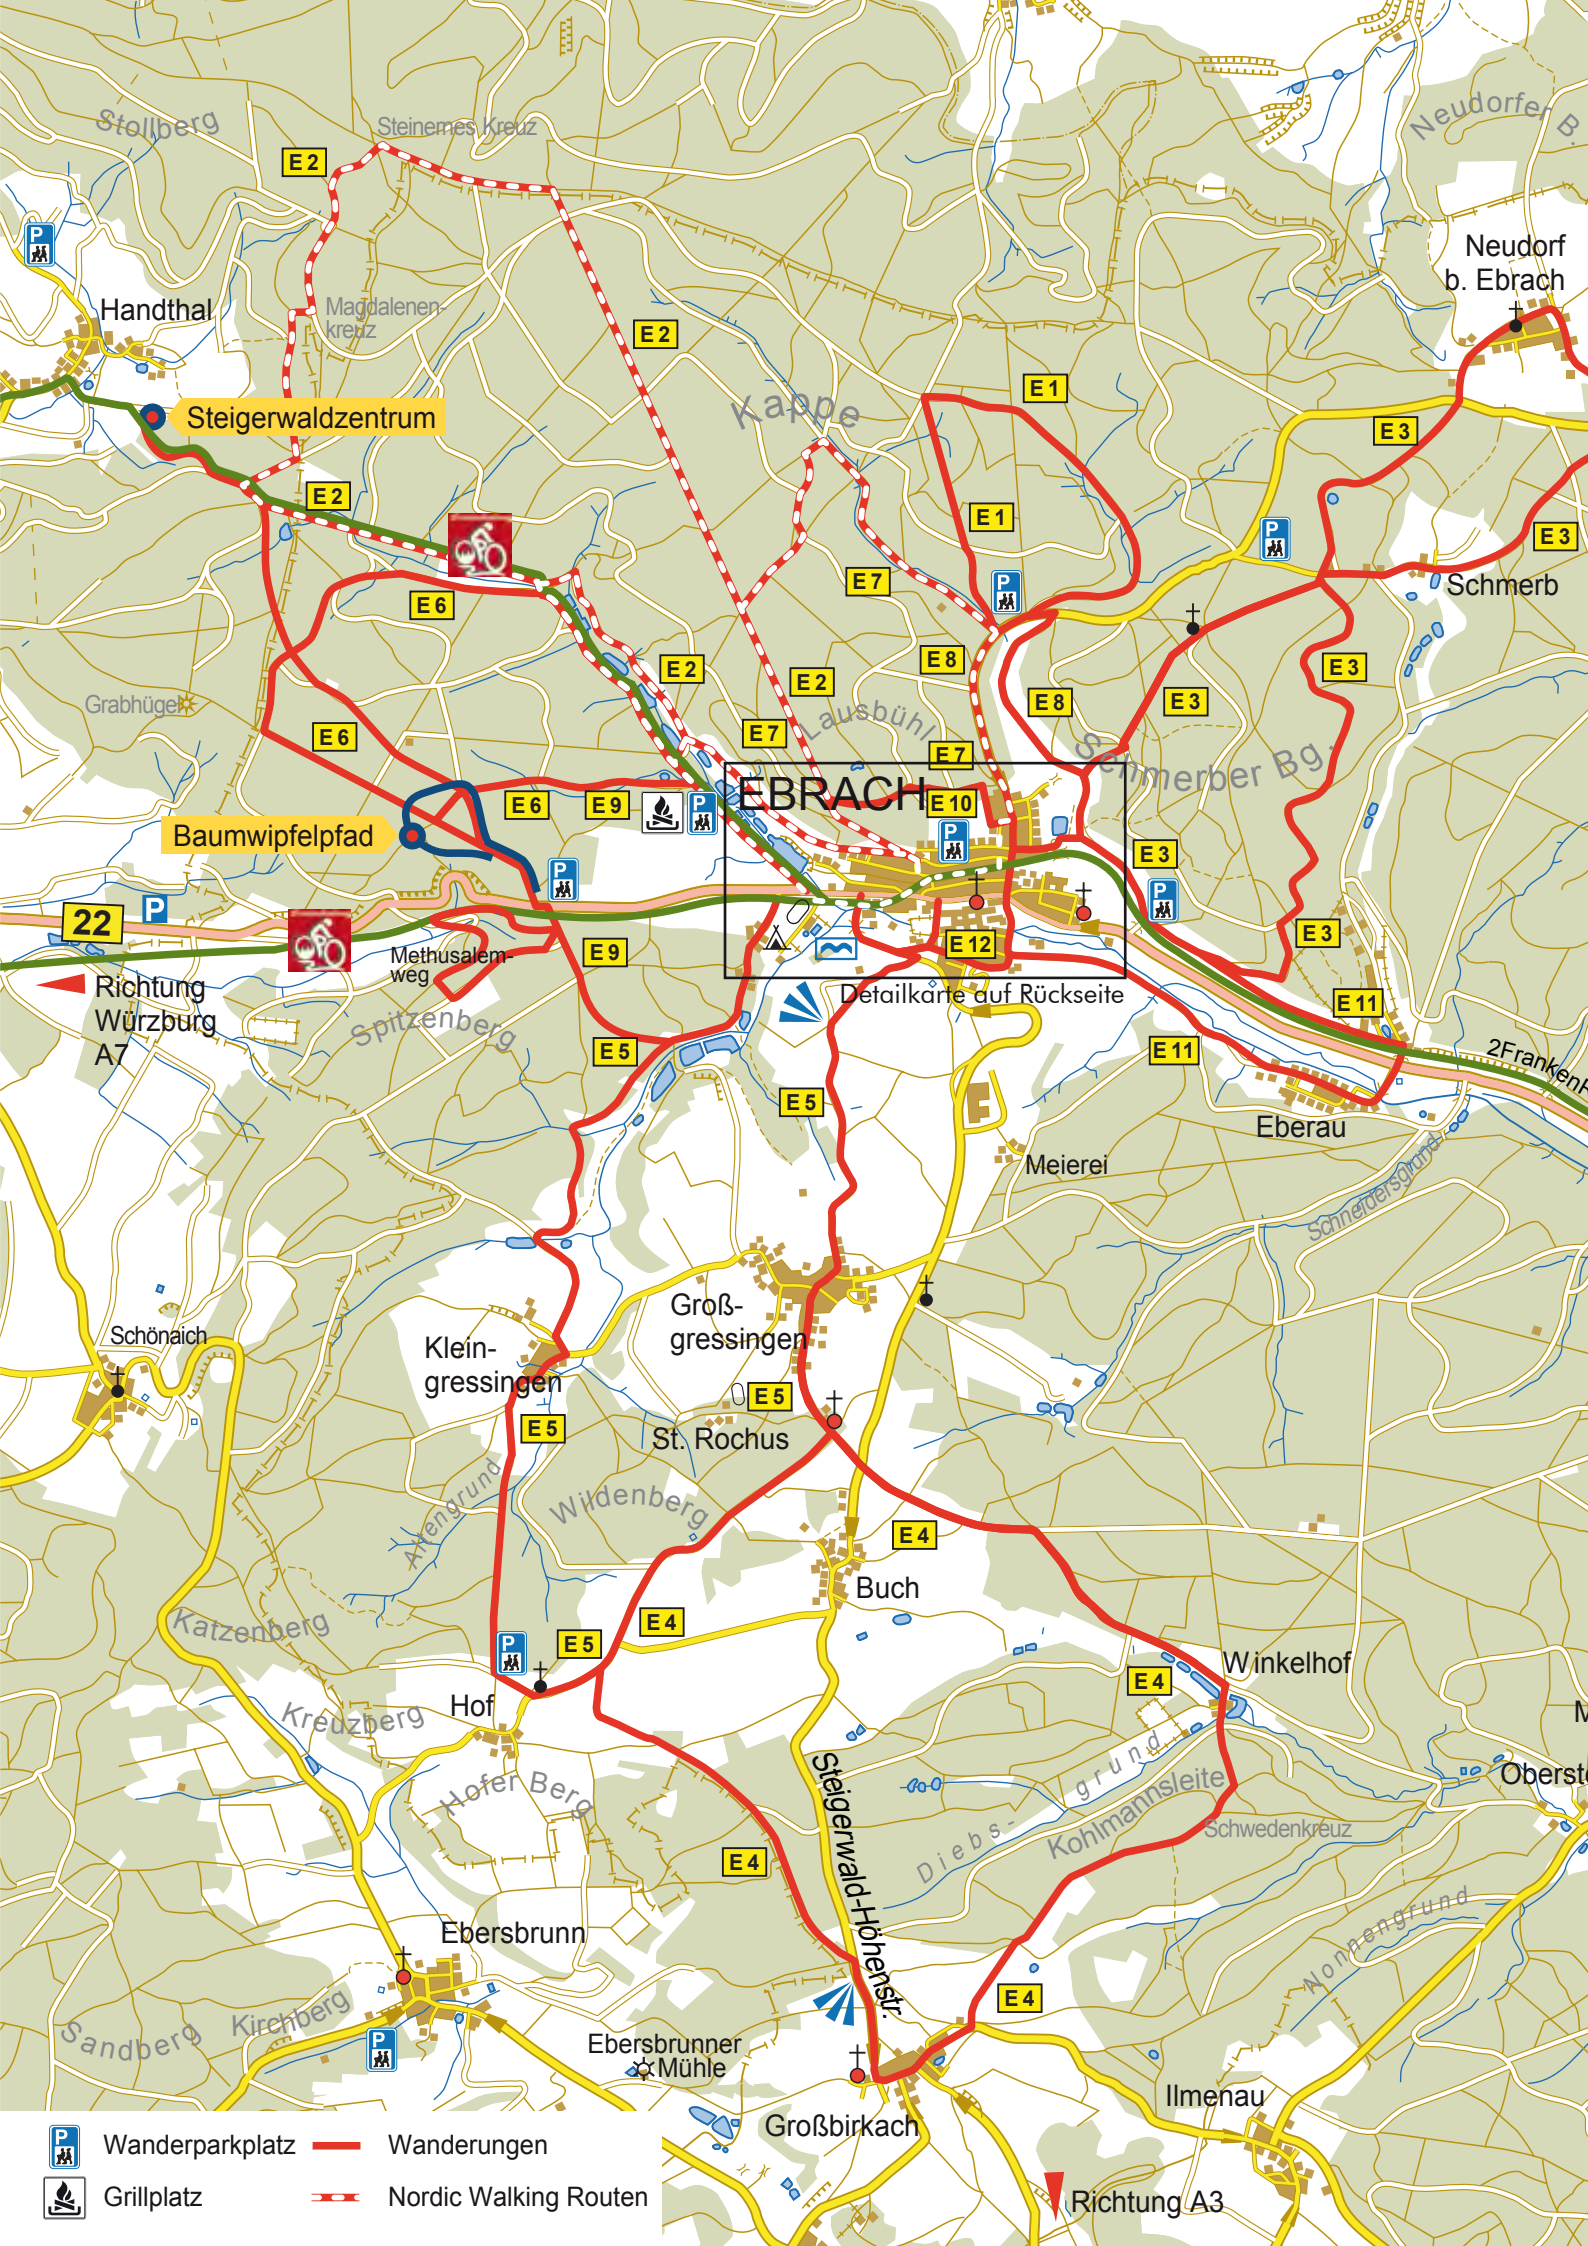 Stollberg
Steinernes Kreuz
Neudorfer B.
E 2
P
Neudorf
b. Ebrach
Handthal
Magdalenen-
kreuz
E 2
E 1
Kappe
Steigerwaldzentrum
E 3
E 2
E 1
P
E 3
P
Schmerb
E 7
E 6
E 8
E 2
E 2
E 3
E 8
E 3
Grabhügel
Lausbühl
E 6
E 7
E 7
Schmerber Bg.
EBRACH
E 10
E 6
E 9
P
P
Baumwipfelpfad
E 3
P
P
22
P
E 3
E 12
Methusalem-
weg
E 9
Richtung
Würzburg
A7
Detailkarte auf Rückseite
E 11
Spitzenberg
E 5
E 11
2Franken
E 5
Eberau
Meierei
Schneidersgrund
Groß-
gressingen
Schönaich
Klein-
gressingen
E 5
E 5
St. Rochus
Altengrund
Wildenberg
E 4
Buch
Katzenberg
E 4
P
E 5
Winkelhof
E 4
Hof
Kreuzberg
Diebs-
grund
Oberst
Hofer Berg
Kohlmannsleite
Schwedenkreuz
Steigerwald-Höhenstr.
E 4
Nonnengrund
Ebersbrunn
E 4
Kirchberg
Sandberg
P
Ebersbrunner
Mühle
Ilmenau
Großbirkach
P
Wanderparkplatz
Wanderungen
Grillplatz
Nordic Walking Routen
Richtung A3